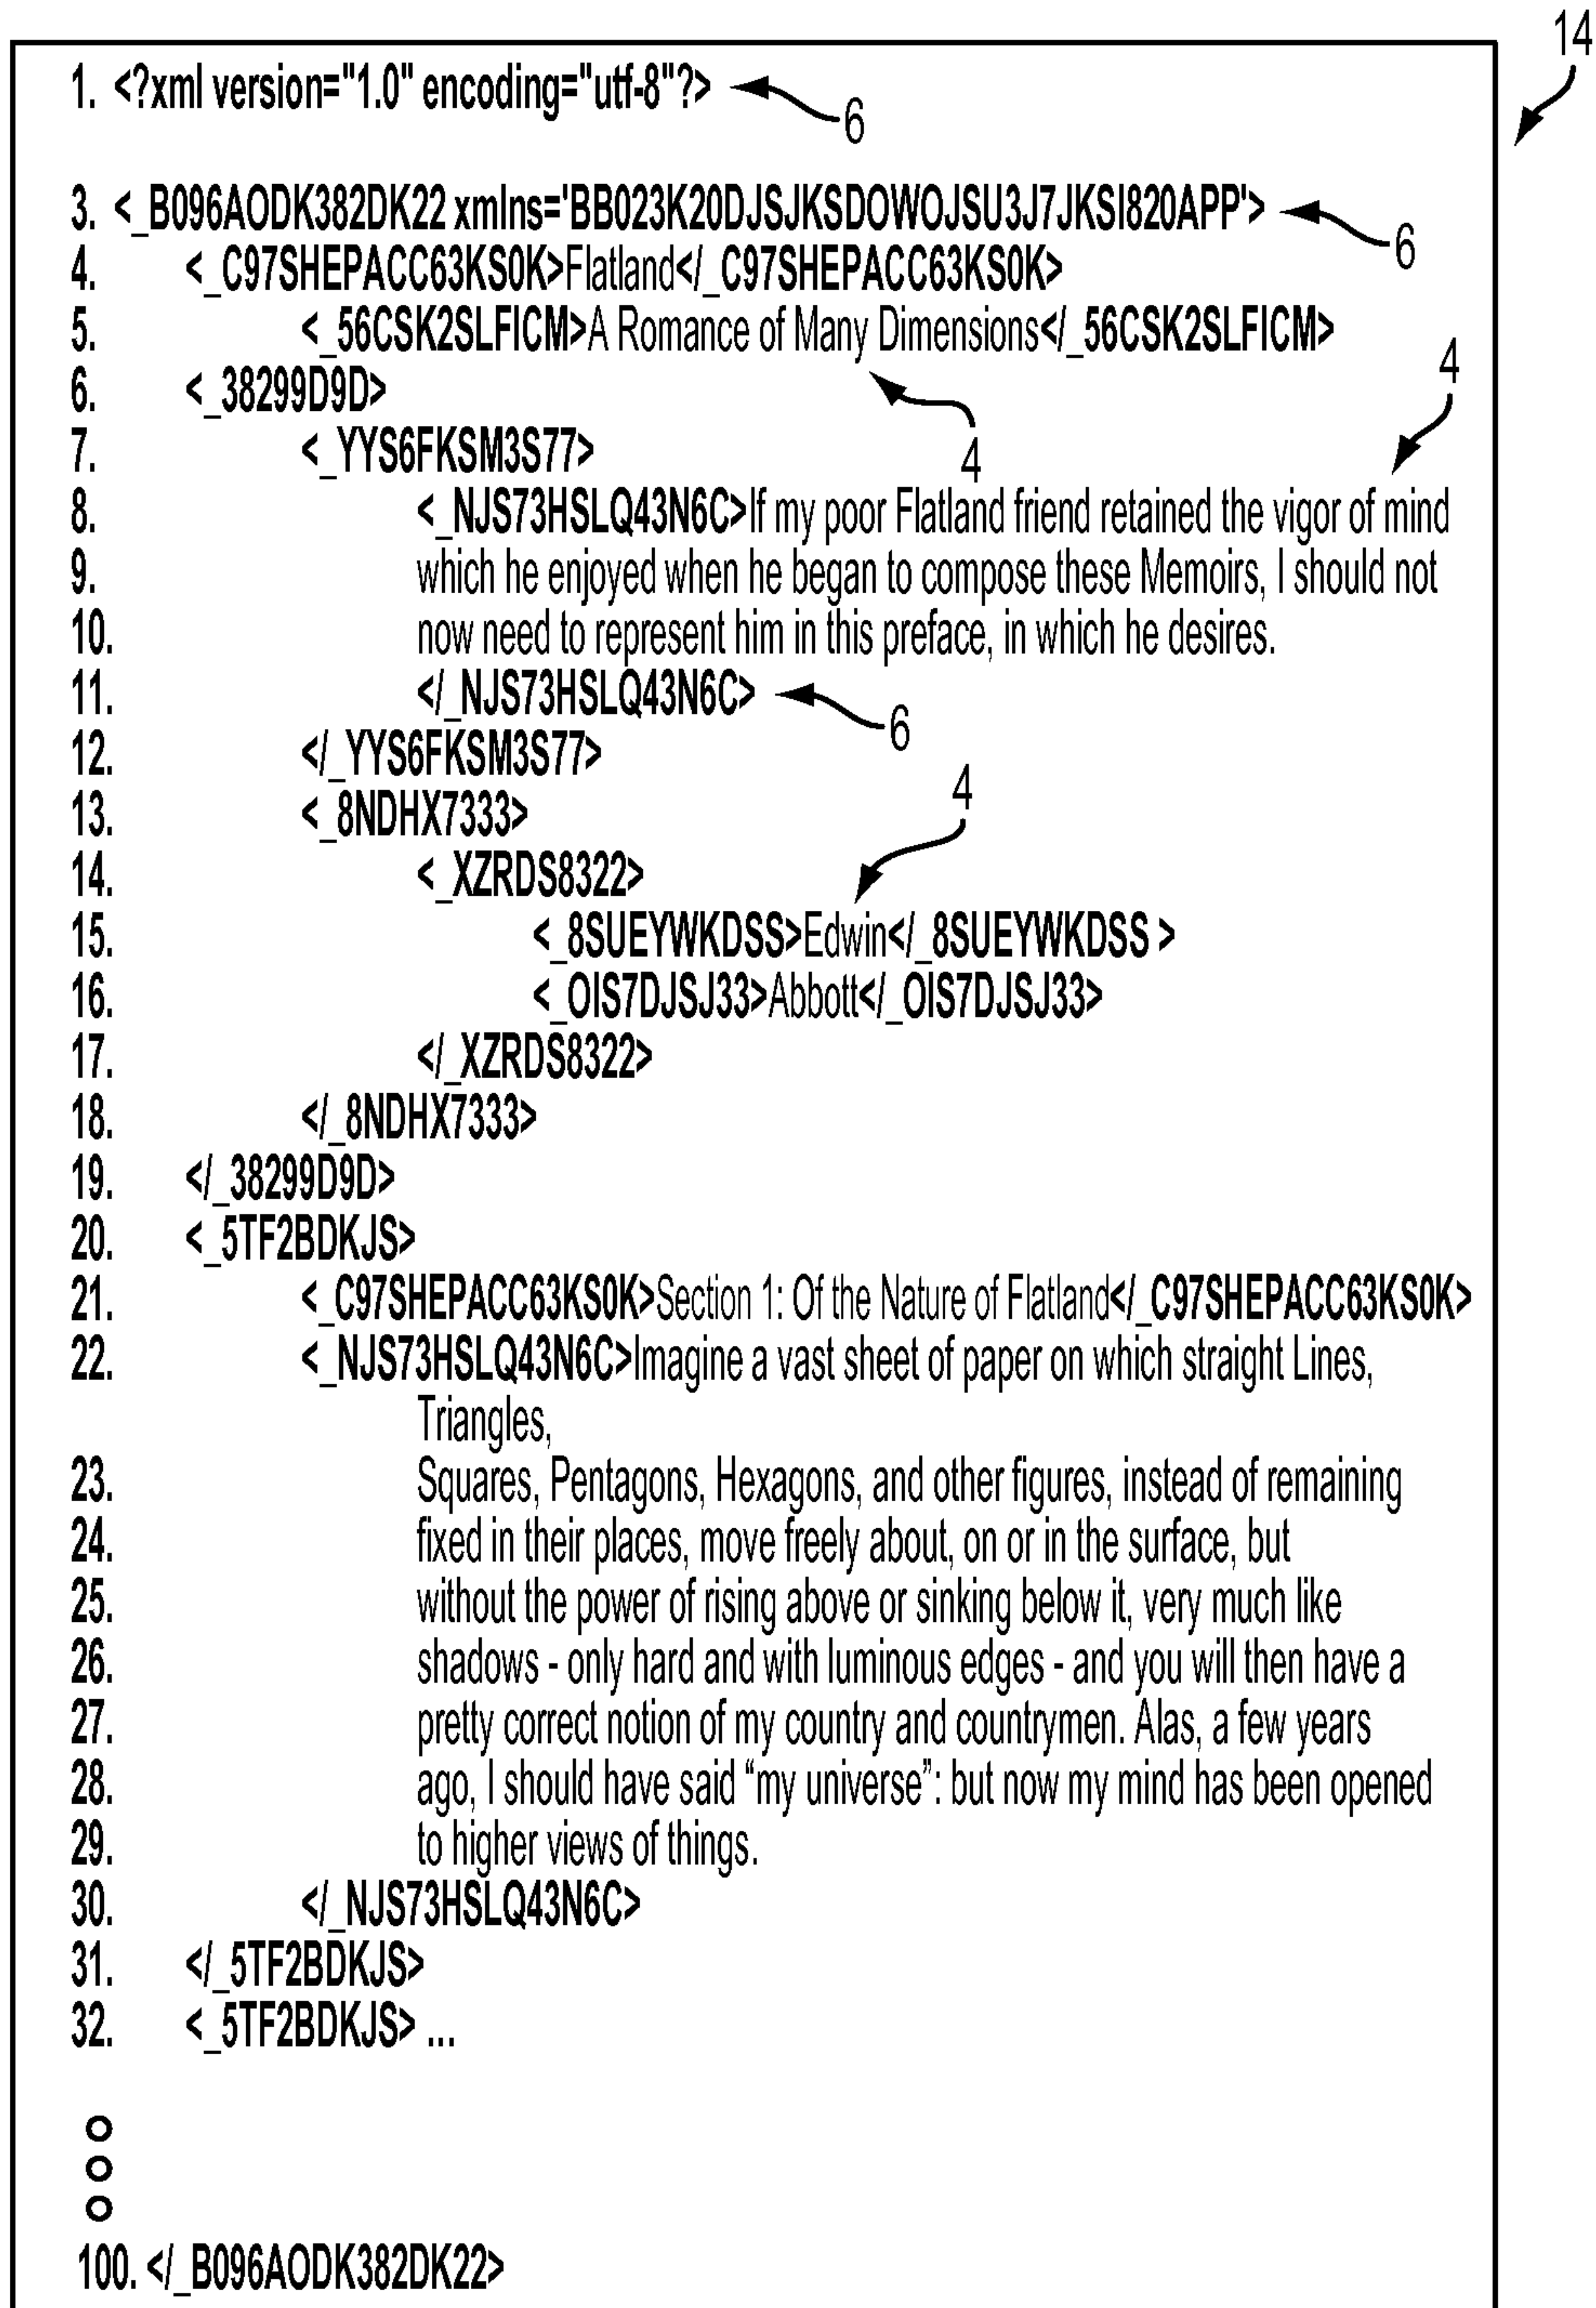 14
1. <?xml version="1.0" encoding="utf-8"?>
6
3. <_B096AODK382DK22 xmlns='BB023K20DJSJKSDOWOJSU3J7JKSI820APP'>
6
4. <_C97SHEPACC63KS0K>Flatland</_C97SHEPACC63KS0K>
5. <_56CSK2SLFICM>A Romance of Many Dimensions</_56CSK2SLFICM>
4
6. <_38299D9D>
4
7. <_YYS6FKSM3S77>
8. <_NJS73HSLQ43N6C>If my poor Flatland friend retained the vigor of mind
9. which he enjoyed when he began to compose these Memoirs, I should not
10. now need to represent him in this preface, in which he desires.
11. </_NJS73HSLQ43N6C>
6
12. </_YYS6FKSM3S77>
13. <_8NDHX7333>
4
14. <_XZRDS8322>
15. <_8SUEYWKDSS>Edwin</_8SUEYWKDSS >
16. <_OIS7DJSJ33>Abbott</_OIS7DJSJ33>
17. </_XZRDS8322>
18. </_8NDHX7333>
19. </_38299D9D>
20. <_5TF2BDKJS>
21. <_C97SHEPACC63KS0K>Section 1: Of the Nature of Flatland</_C97SHEPACC63KS0K>
22. <_NJS73HSLQ43N6C>Imagine a vast sheet of paper on which straight Lines,
Triangles,
23. Squares, Pentagons, Hexagons, and other figures, instead of remaining
24. fixed in their places, move freely about, on or in the surface, but
25. without the power of rising above or sinking below it, very much like
26. shadows - only hard and with luminous edges - and you will then have a
27. pretty correct notion of my country and countrymen. Alas, a few years
28. ago, I should have said “my universe”: but now my mind has been opened
29. to higher views of things.
30. </_NJS73HSLQ43N6C>
31. </_5TF2BDKJS>
32. <_5TF2BDKJS> ...
100. </_B096AODK382DK22>